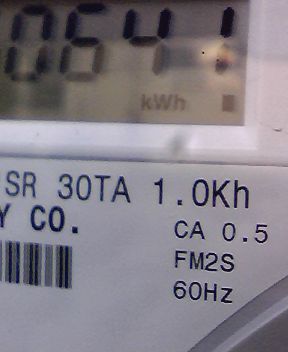 0641
kWh
SR 30TA 1.0Kh
Y CO.
CA 0.5
FM2S
60Hz